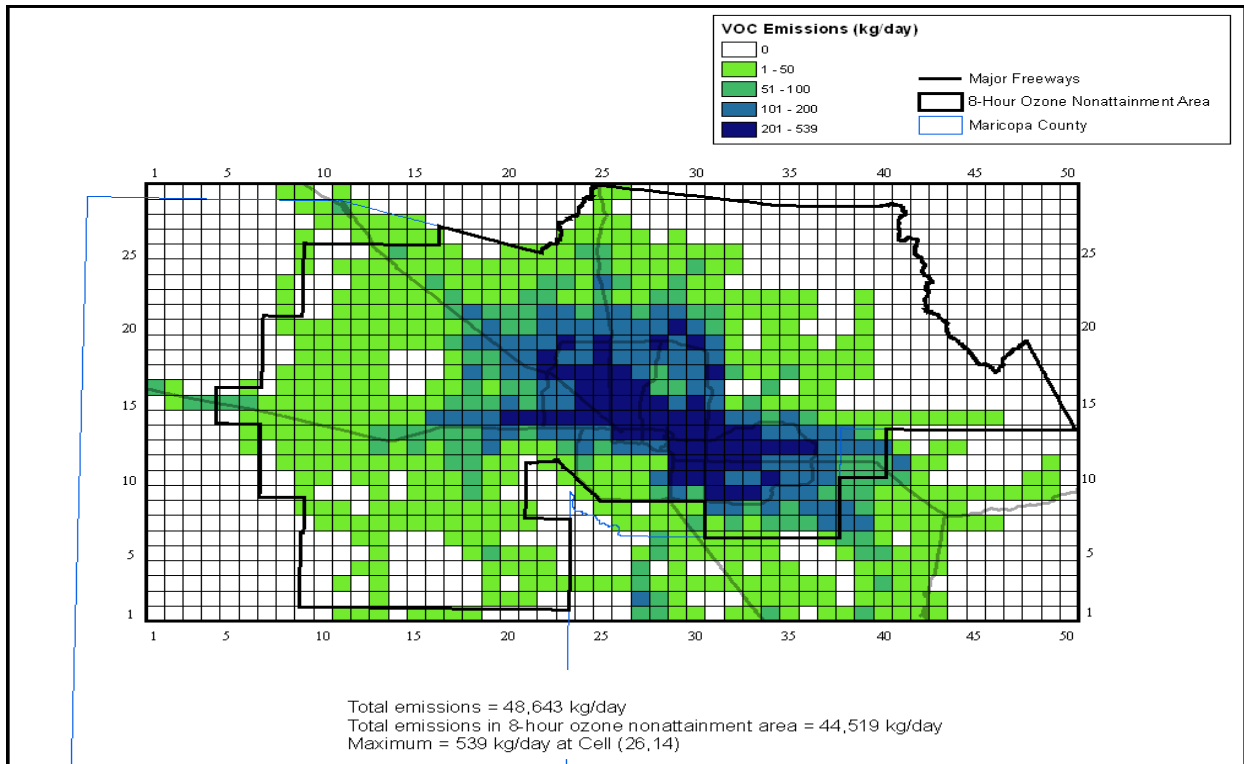 VOC Emissions (kg/day)
0
1 - 50
51 - 100
101 - 200
201 - 539
Major Freeways
8-Hour Ozone Nonattainment Area
Maricopa County
1 5 10 15 20 25 30 35 40 45 50
25 25
20 20
15 15
10 10
5 5
1 1
1 5 10 15 20 25 30 35 40 45 50
Total emissions = 48,643 kg/day
Total emissions in 8-hour ozone nonattainment area = 44,519 kg/day
Maximum = 539 kg/day at Cell (26,14)